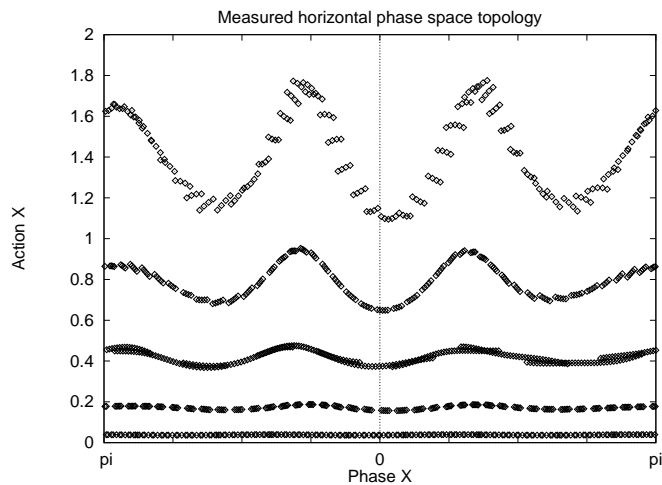 Measured horizontal phase space topology
2
1.8
1.6
1.4
1.2
1
0.8
0.6
0.4
0.2
0
Action X
pi 0 pi
Phase X